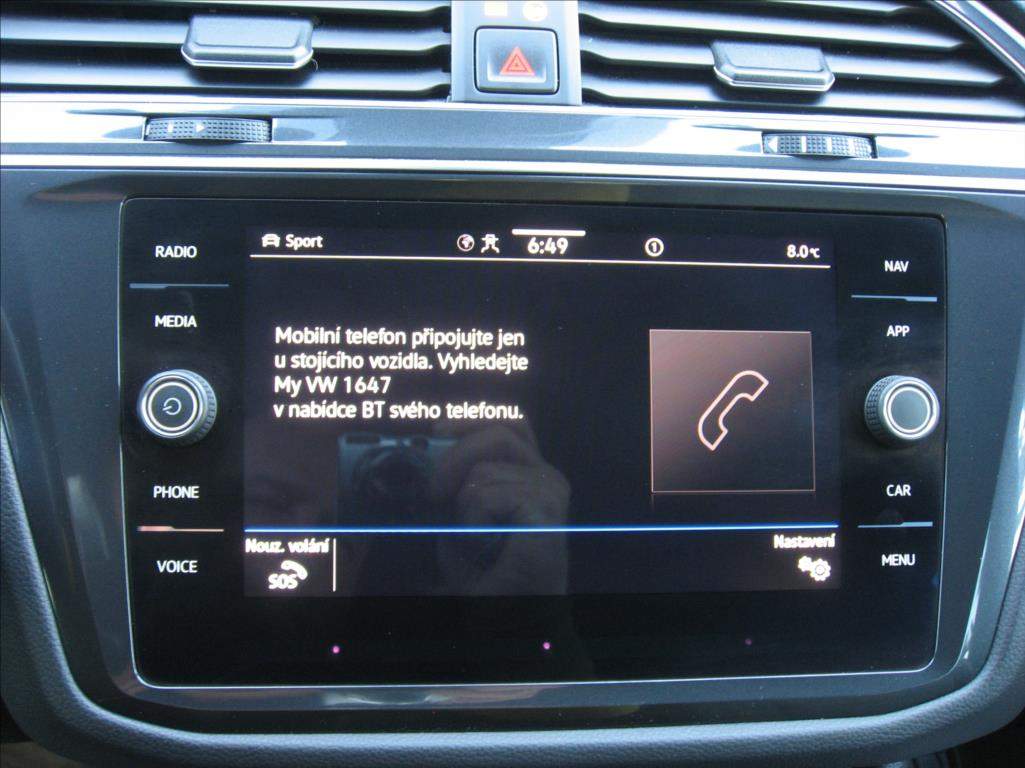 RADIO
MEDIA
PHONE
VOICE
Sport
6:49
1
8.0°C
Mobilní telefon připojujte jen
u stojícího vozidla. Vyhledejte
My VW 1647
v nabídce BT svého telefonu.
Nouz. volání
SOS
Nastavení
NAV
APP
CAR
MENU